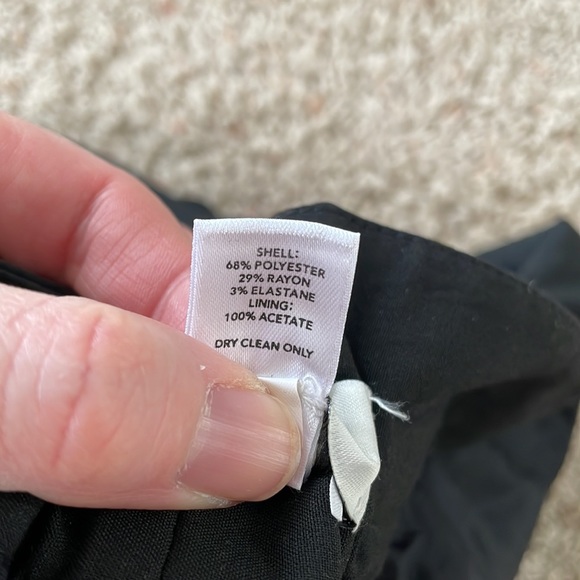 SHELL:
68% POLYESTER
29% RAYON
3% ELASTANE
LINING:
100% ACETATE
DRY CLEAN ONLY